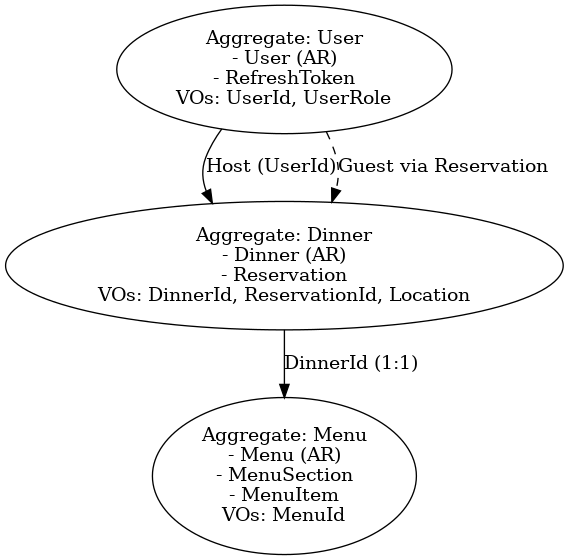 Aggregate: User
- User (AR)
- RefreshToken
VOs: UserId, UserRole
Host (UserId)
Guest via Reservation
Aggregate: Dinner
- Dinner (AR)
- Reservation
VOs: DinnerId, ReservationId, Location
DinnerId (1:1)
Aggregate: Menu
- Menu (AR)
- MenuSection
- MenuItem
VOs: MenuId